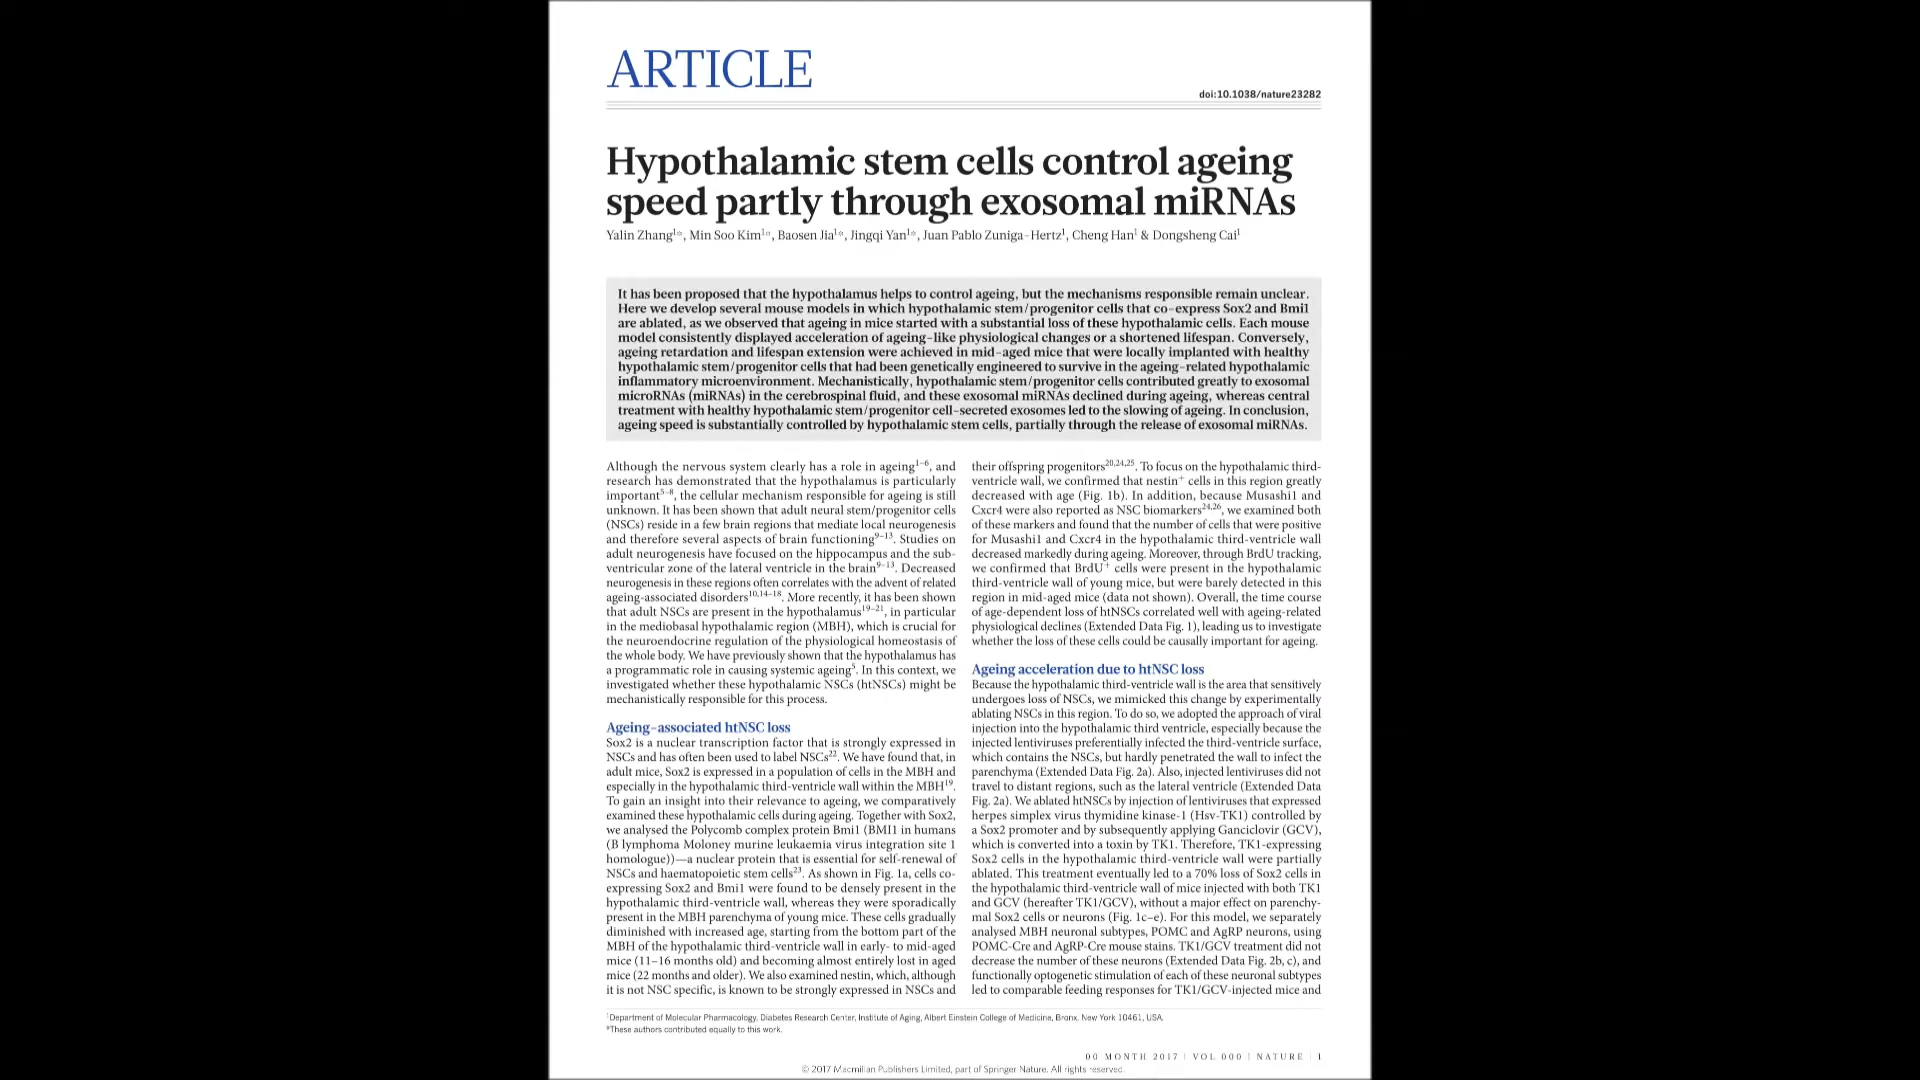 ARTICLE
doi:10.1038/nature23282
Hypothalamic stem cells control ageing
speed partly through exosomal miRNAs
Yalin Zhang1*, Min Soo Kim1*, Baosen Jia1*, Jingqi Yan1*, Juan Pablo Zuniga-Hertz1, Cheng Han1 & Dongsheng Cai1
It has been proposed that the hypothalamus helps to control ageing, but the mechanisms responsible remain unclear.
Here we develop several mouse models in which hypothalamic stem/progenitor cells that co-express Sox2 and Bmi1
are ablated, as we observed that ageing in mice started with a substantial loss of these hypothalamic cells. Each mouse
model consistently displayed acceleration of ageing-like physiological changes or a shortened lifespan. Conversely,
ageing retardation and lifespan extension were achieved in mid-aged mice that were locally implanted with healthy
hypothalamic stem/progenitor cells that had been genetically engineered to survive in the ageing-related hypothalamic
inflammatory microenvironment. Mechanistically, hypothalamic stem/progenitor cells contributed greatly to exosomal
microRNAs (miRNAs) in the cerebrospinal fluid, and these exosomal miRNAs declined during ageing, whereas central
treatment with healthy hypothalamic stem/progenitor cell-secreted exosomes led to the slowing of ageing. In conclusion,
ageing speed is substantially controlled by hypothalamic stem cells, partially through the release of exosomal miRNAs.
Although the nervous system clearly has a role in ageing1–6, and
research has demonstrated that the hypothalamus is particularly
important5–8, the cellular mechanism responsible for ageing is still
unknown. It has been shown that adult neural stem/progenitor cells
(NSCs) reside in a few brain regions that mediate local neurogenesis
and therefore several aspects of brain functioning9–13. Studies on
adult neurogenesis have focused on the hippocampus and the sub-
ventricular zone of the lateral ventricle in the brain9–13. Decreased
neurogenesis in these regions often correlates with the advent of related
ageing-associated disorders10,14–18. More recently, it has been shown
that adult NSCs are present in the hypothalamus19–21, in particular
in the mediobasal hypothalamic region (MBH), which is crucial for
the neuroendocrine regulation of the physiological homeostasis of
the whole body. We have previously shown that the hypothalamus has
a programmatic role in causing systemic ageing5. In this context, we
investigated whether these hypothalamic NSCs (htNSCs) might be
mechanistically responsible for this process.
Ageing-associated htNSC loss
Sox2 is a nuclear transcription factor that is strongly expressed in
NSCs and has often been used to label NSCs22. We have found that, in
adult mice, Sox2 is expressed in a population of cells in the MBH and
especially in the hypothalamic third-ventricle wall within the MBH19.
To gain an insight into their relevance to ageing, we comparatively
examined these hypothalamic cells during ageing. Together with Sox2,
we analysed the Polycomb complex protein Bmi1 (BMI1 in humans
(B lymphoma Moloney murine leukaemia virus integration site 1
homologue))—a nuclear protein that is essential for self-renewal of
NSCs and haematopoietic stem cells23. As shown in Fig. 1a, cells co-
expressing Sox2 and Bmi1 were found to be densely present in the
hypothalamic third-ventricle wall, whereas they were sporadically
present in the MBH parenchyma of young mice. These cells gradually
diminished with increased age, starting from the bottom part of the
MBH of the hypothalamic third-ventricle wall in early- to mid-aged
mice (11–16 months old) and becoming almost entirely lost in aged
mice (22 months and older). We also examined nestin, which, although
it is not NSC specific, is known to be strongly expressed in NSCs and
their offspring progenitors20,24,25. To focus on the hypothalamic third-
ventricle wall, we confirmed that nestin+ cells in this region greatly
decreased with age (Fig. 1b). In addition, because Musashi1 and
Cxcr4 were also reported as NSC biomarkers24,26, we examined both
of these markers and found that the number of cells that were positive
for Musashi1 and Cxcr4 in the hypothalamic third-ventricle wall
decreased markedly during ageing. Moreover, through BrdU tracking,
we confirmed that BrdU+ cells were present in the hypothalamic
third-ventricle wall of young mice, but were barely detected in this
region in mid-aged mice (data not shown). Overall, the time course
of age-dependent loss of htNSCs correlated well with ageing-related
physiological declines (Extended Data Fig. 1), leading us to investigate
whether the loss of these cells could be causally important for ageing.
Ageing acceleration due to htNSC loss
Because the hypothalamic third-ventricle wall is the area that sensitively
undergoes loss of NSCs, we mimicked this change by experimentally
ablating NSCs in this region. To do so, we adopted the approach of viral
injection into the hypothalamic third ventricle, especially because the
injected lentiviruses preferentially infected the third-ventricle surface,
which contains the NSCs, but hardly penetrated the wall to infect the
parenchyma (Extended Data Fig. 2a). Also, injected lentiviruses did not
travel to distant regions, such as the lateral ventricle (Extended Data
Fig. 2a). We ablated htNSCs by injection of lentiviruses that expressed
herpes simplex virus thymidine kinase-1 (Hsv-TK1) controlled by
a Sox2 promoter and by subsequently applying Ganciclovir (GCV),
which is converted into a toxin by TK1. Therefore, TK1-expressing
Sox2 cells in the hypothalamic third-ventricle wall were partially
ablated. This treatment eventually led to a 70% loss of Sox2 cells in
the hypothalamic third-ventricle wall of mice injected with both TK1
and GCV (hereafter TK1/GCV), without a major effect on parenchy-
mal Sox2 cells or neurons (Fig. 1c–e). For this model, we separately
analysed MBH neuronal subtypes, POMC and AgRP neurons, using
POMC-Cre and AgRP-Cre mouse stains. TK1/GCV treatment did not
decrease the number of these neurons (Extended Data Fig. 2b, c), and
functionally optogenetic stimulation of each of these neuronal subtypes
led to comparable feeding responses for TK1/GCV-injected mice and
1Department of Molecular Pharmacology, Diabetes Research Center, Institute of Aging, Albert Einstein College of Medicine, Bronx, New York 10461, USA.
*These authors contributed equally to this work.
00 MONTH 2017 | VOL 000 | NATURE | 1
© 2017 Macmillan Publishers Limited, part of Springer Nature. All rights reserved.